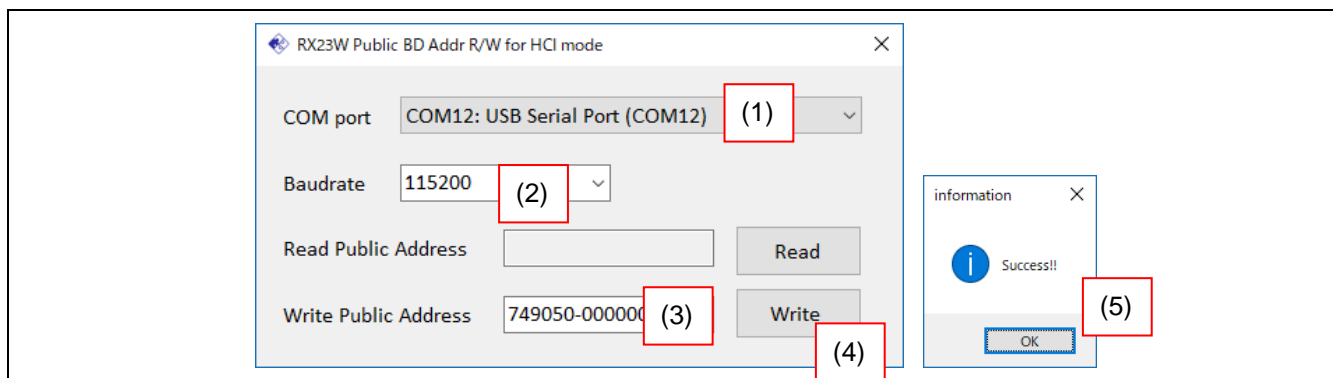 RX23W Public BD Addr R/W for HCI mode
COM port COM12: USB Serial Port (COM12) (1)
Baudrate 115200 (2)
Read Public Address Read
Write Public Address 749050-000000 (3) Write
(4)
information
Success!!
(5)
OK